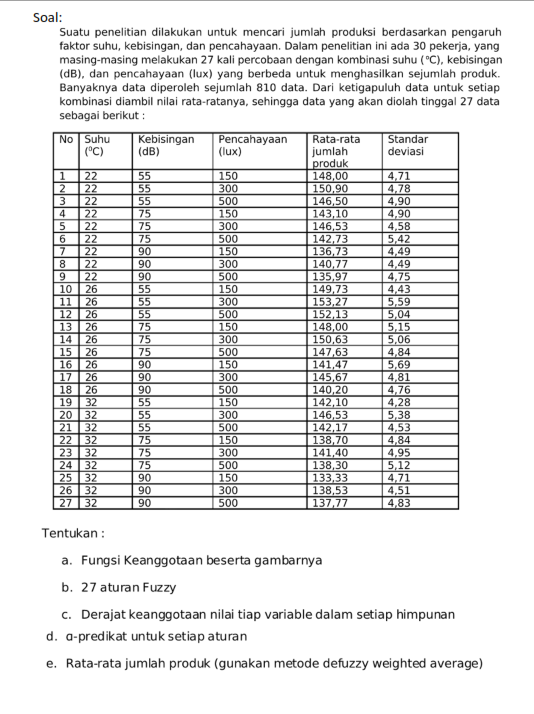 Soal:
Suatu penelitian dilakukan untuk mencari jumlah produksi berdasarkan pengaruh
faktor suhu, kebisingan, dan pencahayaan. Dalam penelitian ini ada 30 pekerja, yang
masing-masing melakukan 27 kali percobaan dengan kombinasi suhu (°C), kebisingan
(dB), dan pencahayaan (lux) yang berbeda untuk menghasilkan sejumlah produk.
Banyaknya data diperoleh sejumlah 810 data. Dari ketigapuluh data untuk setiap
kombinasi diambil nilai rata-ratanya, sehingga data yang akan diolah tinggal 27 data
sebagai berikut :
No Suhu Kebisingan Pencahayaan Rata-rata Standar
(⁰C) (dB) (lux) jumlah deviasi
produk
1 22 55 150 148,00 4,71
2 22 55 300 150,90 4,78
3 22 55 500 146,50 4,90
4 22 75 150 143,10 4,90
5 22 75 300 146,53 4,58
6 22 75 500 142,73 5,42
7 22 90 150 136,73 4,49
8 22 90 300 140,77 4,49
9 22 90 500 135,97 4,75
10 26 55 150 149,73 4,43
11 26 55 300 153,27 5,59
12 26 55 500 152,13 5,04
13 26 75 150 148,00 5,15
14 26 75 300 150,63 5,06
15 26 75 500 147,63 4,84
16 26 90 150 141,47 5,69
17 26 90 300 145,67 4,81
18 26 90 500 140,20 4,76
19 32 55 150 142,10 4,28
20 32 55 300 146,53 5,38
21 32 55 500 142,17 4,53
22 32 75 150 138,70 4,84
23 32 75 300 141,40 4,95
24 32 75 500 138,30 5,12
25 32 90 150 133,33 4,71
26 32 90 300 138,53 4,51
27 32 90 500 137,77 4,83
Tentukan :
a. Fungsi Keanggotaan beserta gambarnya
b. 27 aturan Fuzzy
c. Derajat keanggotaan nilai tiap variable dalam setiap himpunan
d. α-predikat untuk setiap aturan
e. Rata-rata jumlah produk (gunakan metode defuzzy weighted average)